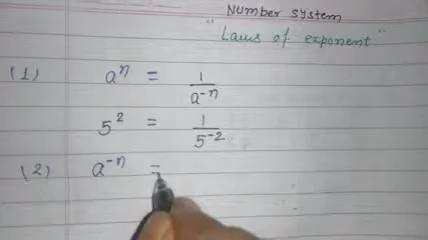 Number system
"Laws of exponent"
(1) aⁿ = 1/a⁻ⁿ
5² = 1/5⁻²
(2) a⁻ⁿ =